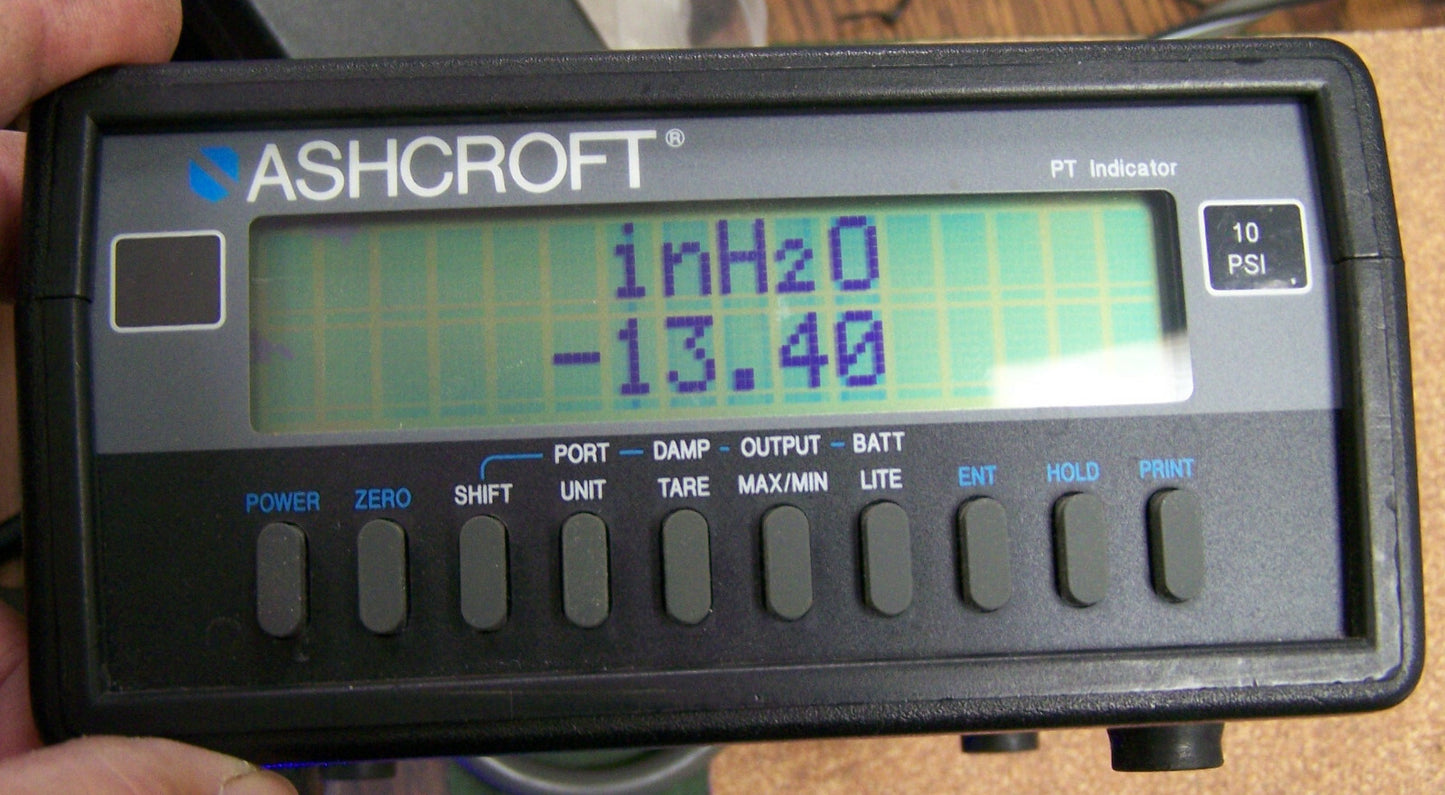 ASHCROFT®
PT Indicator
10
PSI
inH2O
-13.40
PORT DAMP OUTPUT BATT
POWER ZERO SHIFT UNIT TARE MAX/MIN LITE ENT HOLD PRINT